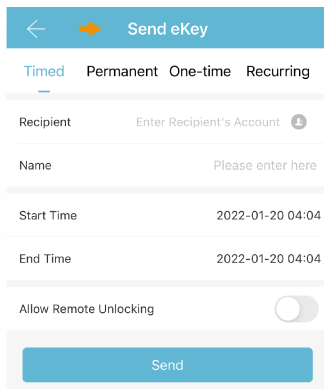 Send eKey
Timed Permanent One-time Recurring
Recipient Enter Recipient's Account
Name Please enter here
Start Time 2022-01-20 04:04
End Time 2022-01-20 04:04
Allow Remote Unlocking
Send